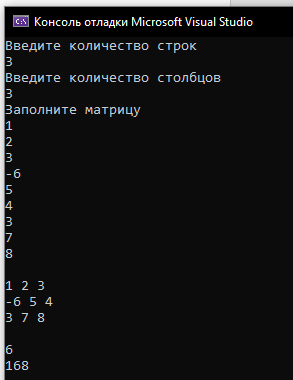 Консоль отладки Microsoft Visual Studio
Введите количество строк
3
Введите количество столбцов
3
Заполните матрицу
1
2
3
-6
5
4
3
7
8
1 2 3
-6 5 4
3 7 8
6
168